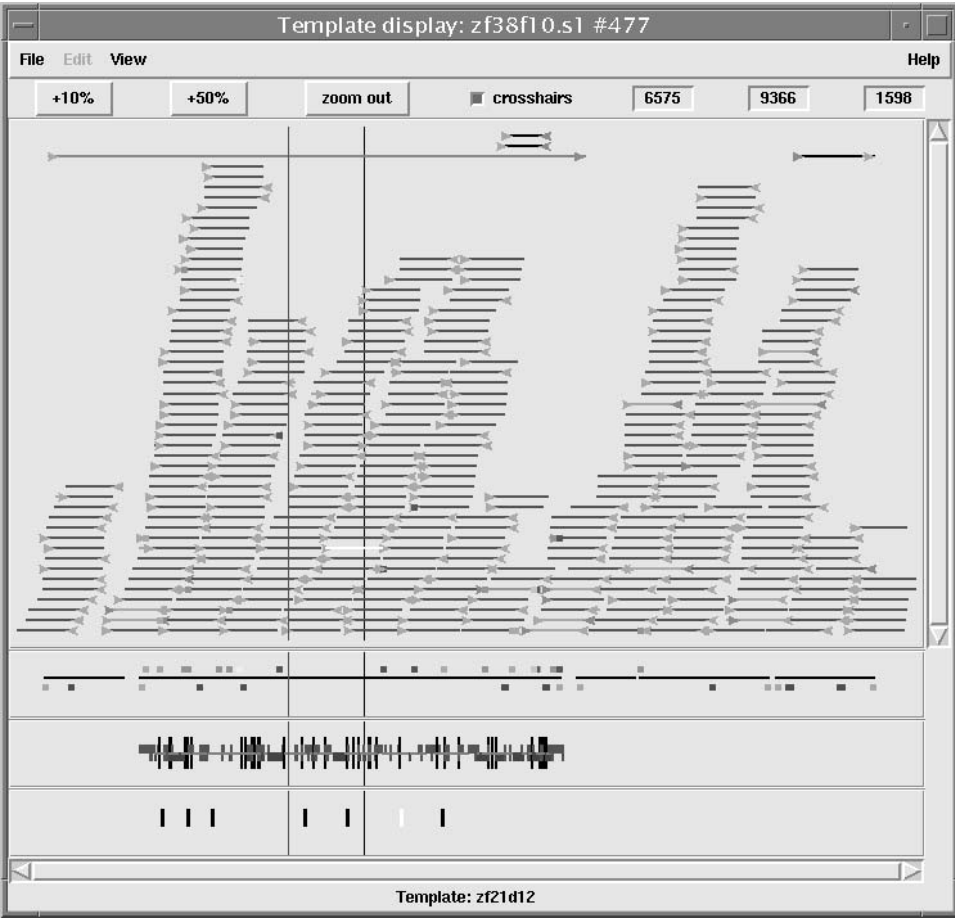 Template display: zf38f10.s1 #477
File Edit View Help
+10% +50% zoom out crosshairs 6575 9366 1598
Template: zf21d12